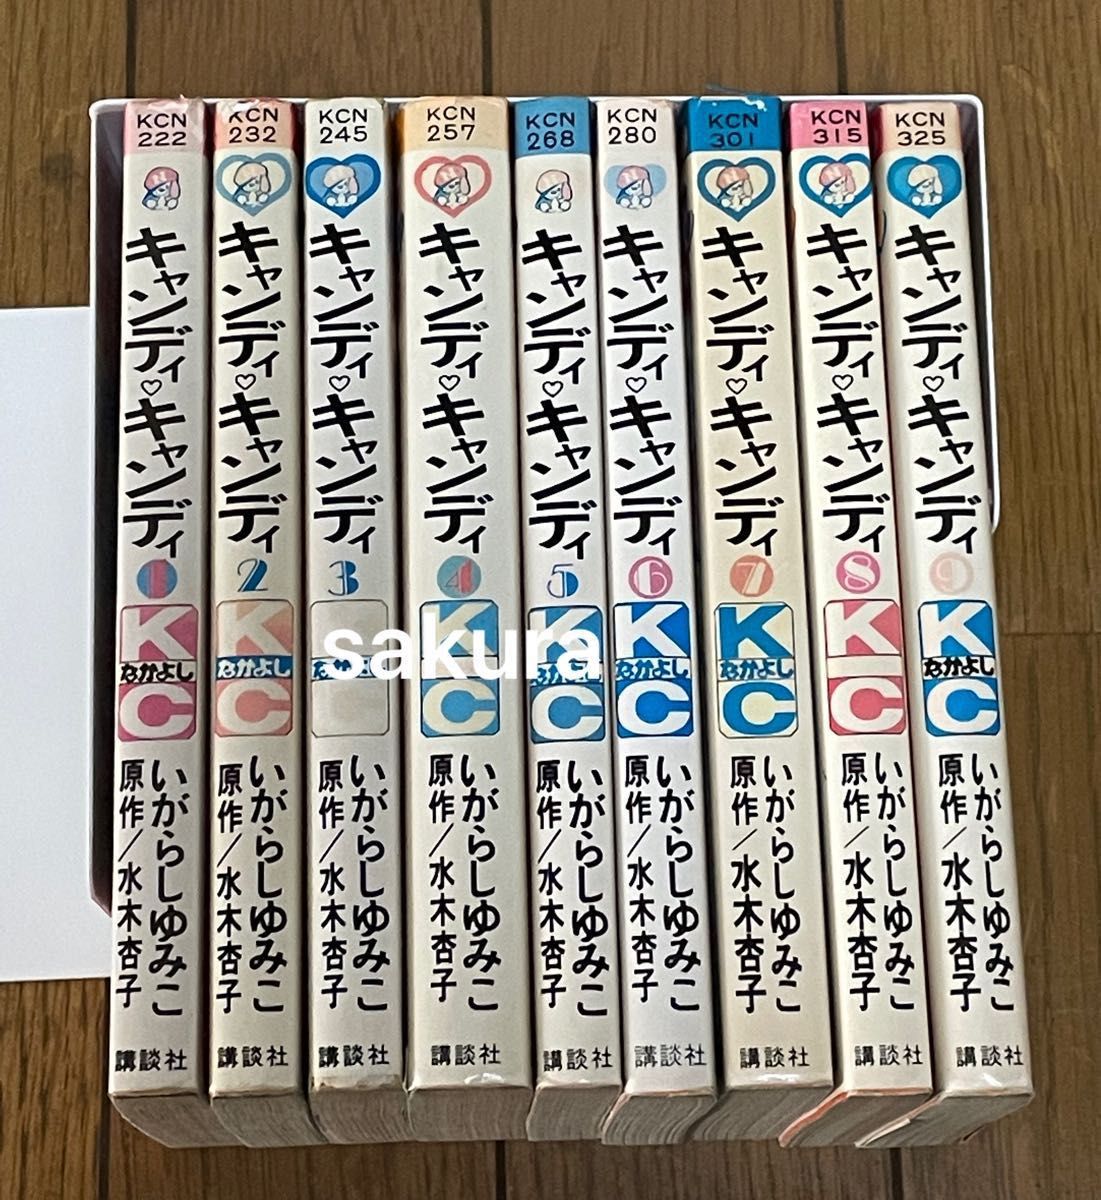 KCN
222
キャンディ♡キャンディ
1
K
なかよし
C
いがらしゆみこ
原作/水木杏子
講談社
KCN
232
キャンディ♡キャンディ
2
K
なかよし
C
いがらしゆみこ
原作/水木杏子
講談社
KCN
245
キャンディ♡キャンディ
3
なかよし
いがらしゆみこ
原作/水木杏子
講談社
KCN
257
キャンディ♡キャンディ
4
K
なかよし
C
いがらしゆみこ
原作/水木杏子
講談社
KCN
268
キャンディ♡キャンディ
5
K
なかよし
C
いがらしゆみこ
原作/水木杏子
講談社
KCN
280
キャンディ♡キャンディ
6
K
なかよし
C
いがらしゆみこ
原作/水木杏子
講談社
KCN
301
キャンディ♡キャンディ
7
K
なかよし
C
いがらしゆみこ
原作/水木杏子
講談社
KCN
315
キャンディ♡キャンディ
8
K
C
いがらしゆみこ
原作/水木杏子
講談社
KCN
325
キャンディ♡キャンディ
9
K
なかよし
C
いがらしゆみこ
原作/水木杏子
講談社
sakura